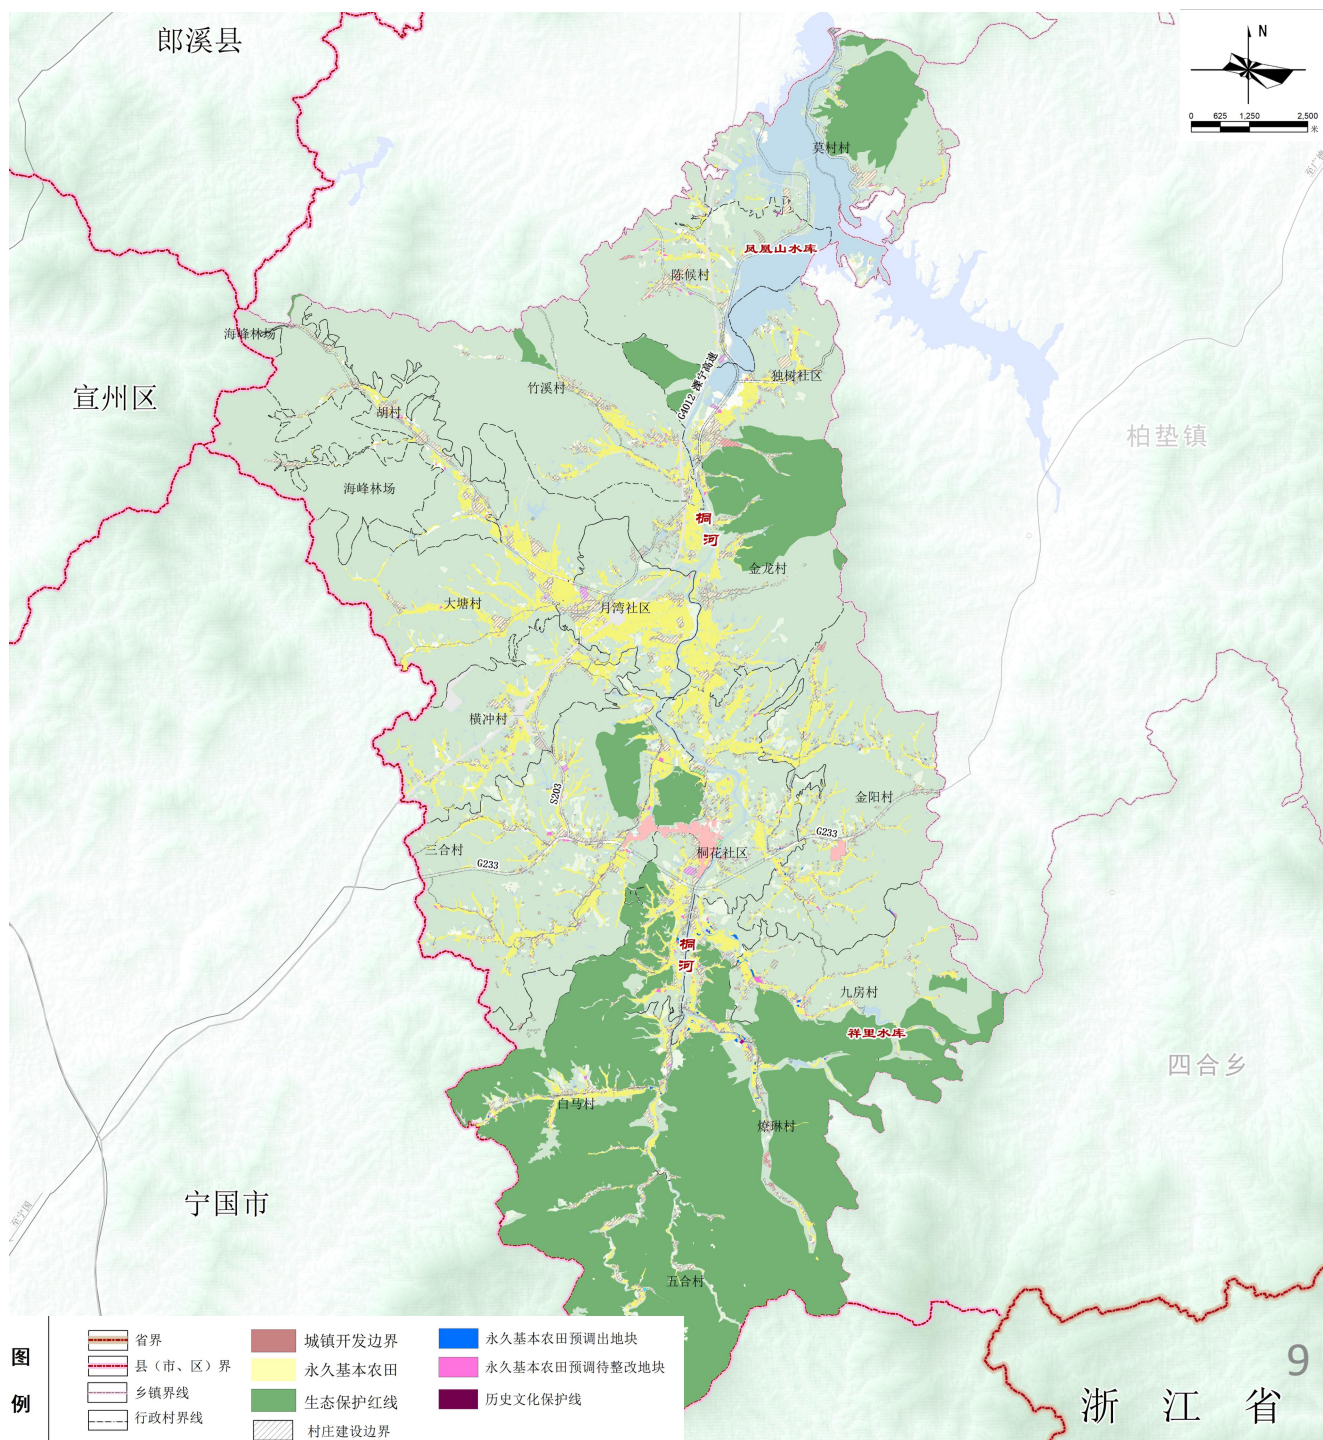 郎溪县
N
0 625 1,250 2,500
米
至广德
莫村村
凤凰山水库
陈候村
海峰林场
宣州区
竹溪村
G4012 溧宁高速
独树社区
胡村
柏垫镇
海峰林场
桐
河
金龙村
大塘村
月湾社区
横冲村
S203
金阳村
G233
三合村
桐花社区
G233
桐
河
九房村
祥里水库
四合乡
白马村
燎琳村
至宁国
宁国市
五合村
图
例
省界
县（市、区）界
乡镇界线
行政村界线
城镇开发边界
永久基本农田
生态保护红线
村庄建设边界
永久基本农田预调出地块
永久基本农田预调待整改地块
历史文化保护线
9
浙江省